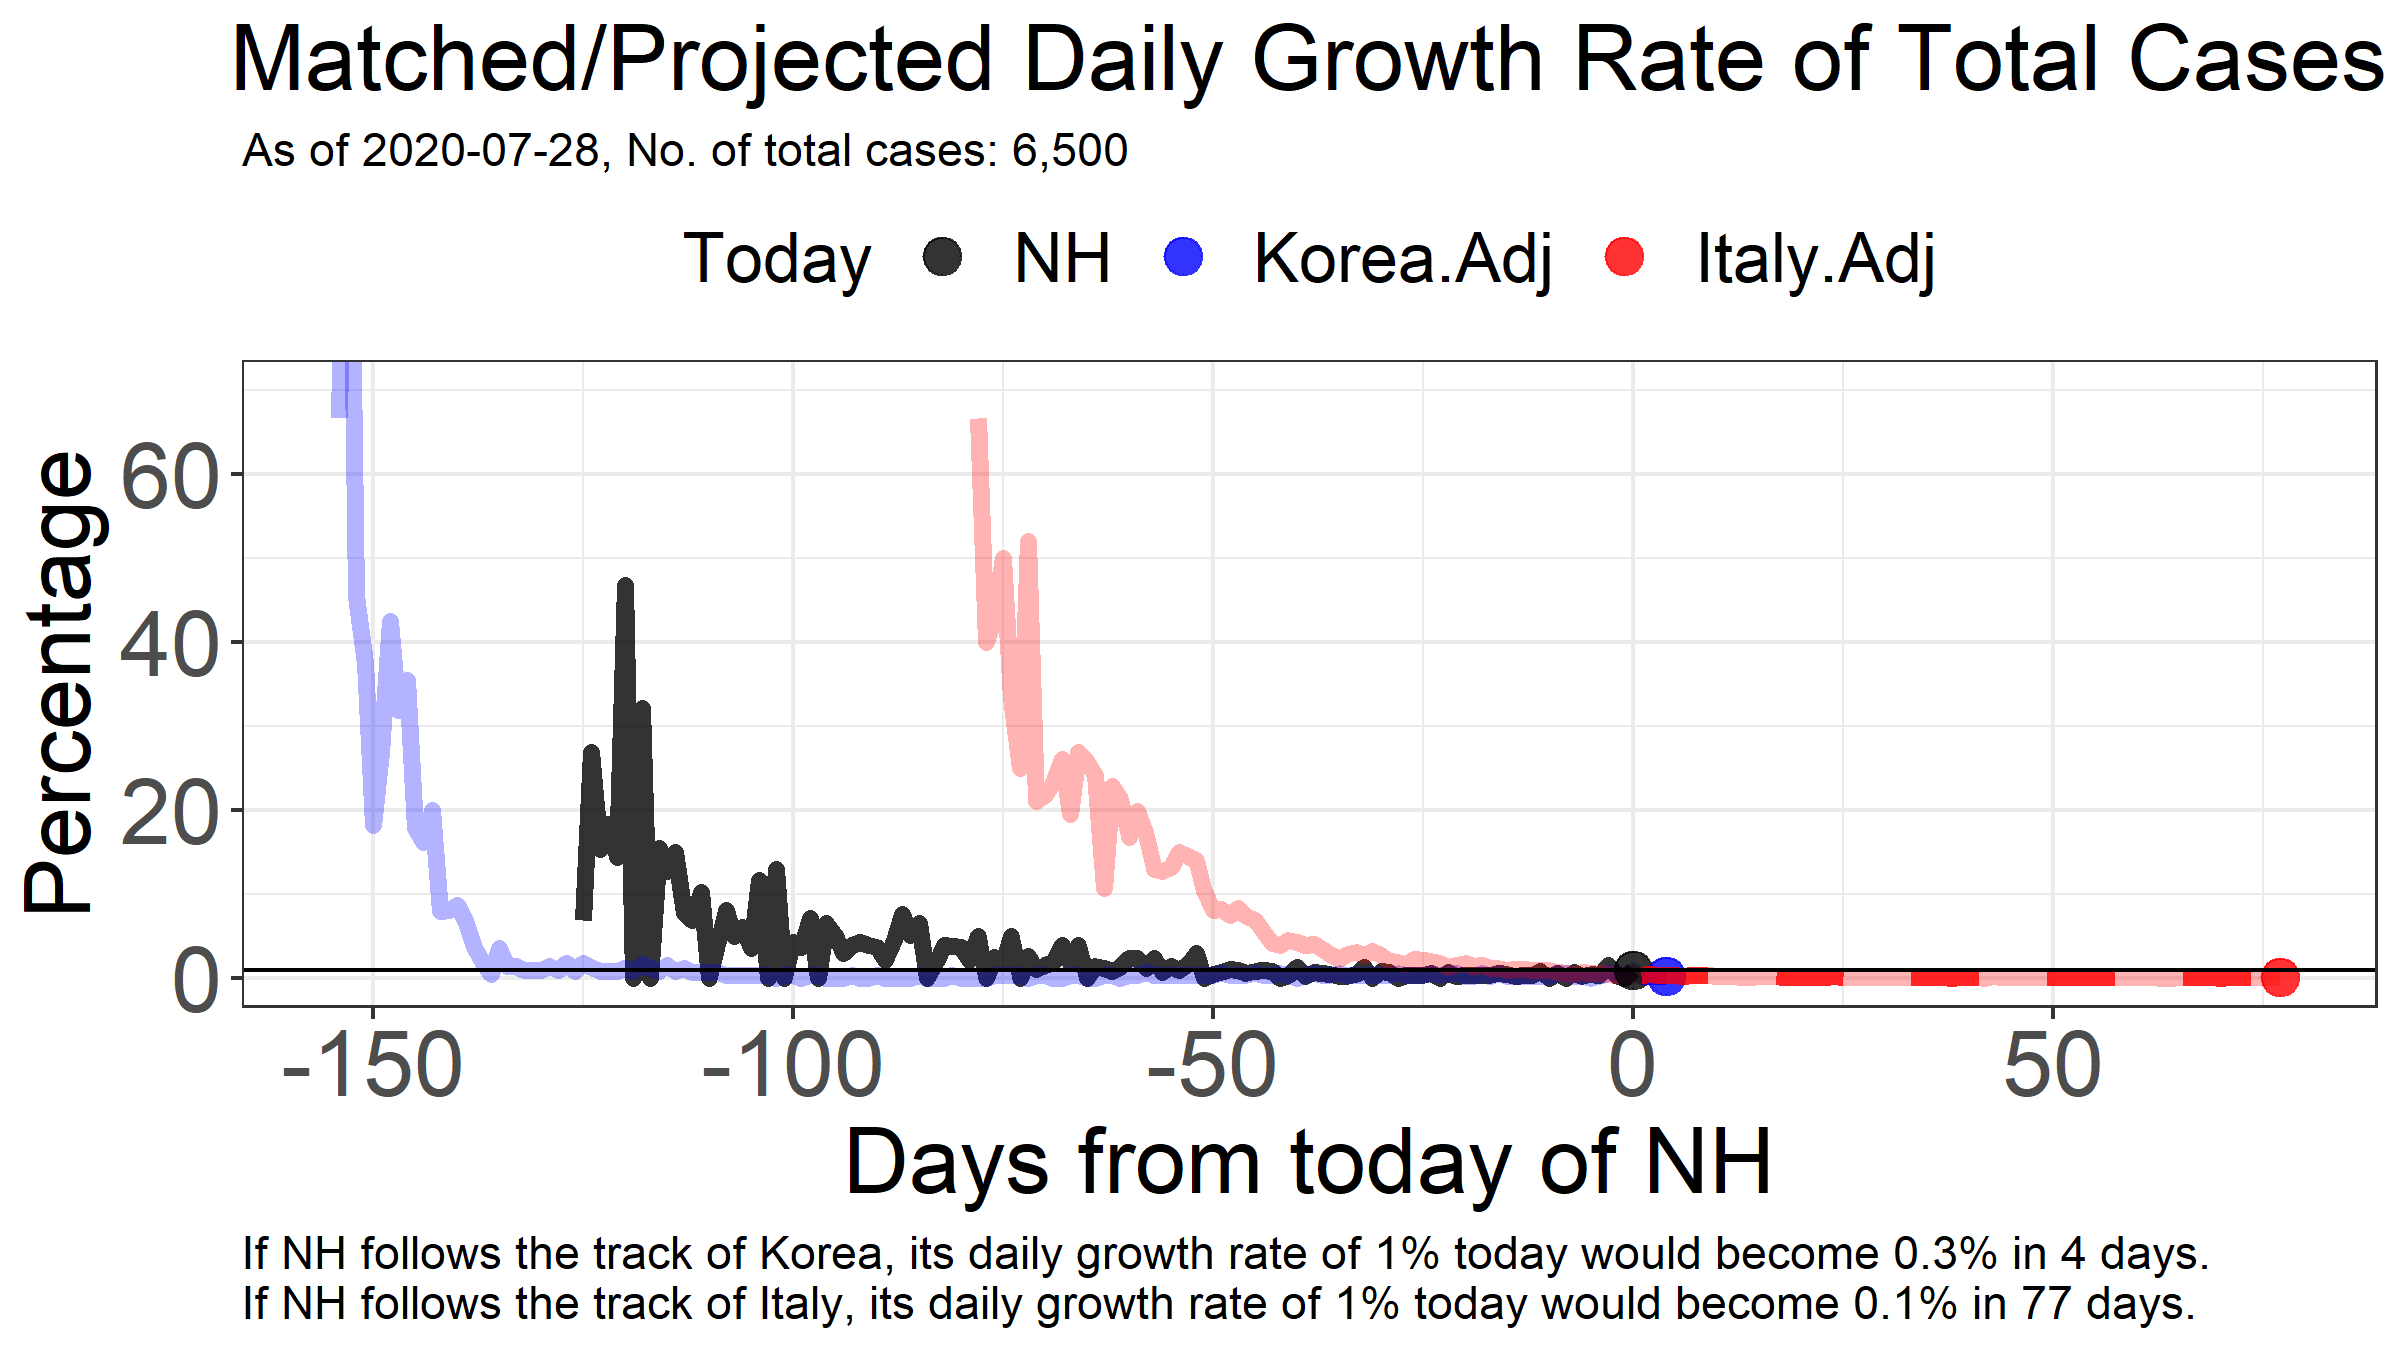 Matched/Projected Daily Growth Rate of Total Cases
As of 2020-07-28, No. of total cases: 6,500
Today NH Korea.Adj Italy.Adj
Percentage
60
40
20
0
-150 -100 -50 0 50
Days from today of NH
If NH follows the track of Korea, its daily growth rate of 1% today would become 0.3% in 4 days.
If NH follows the track of Italy, its daily growth rate of 1% today would become 0.1% in 77 days.